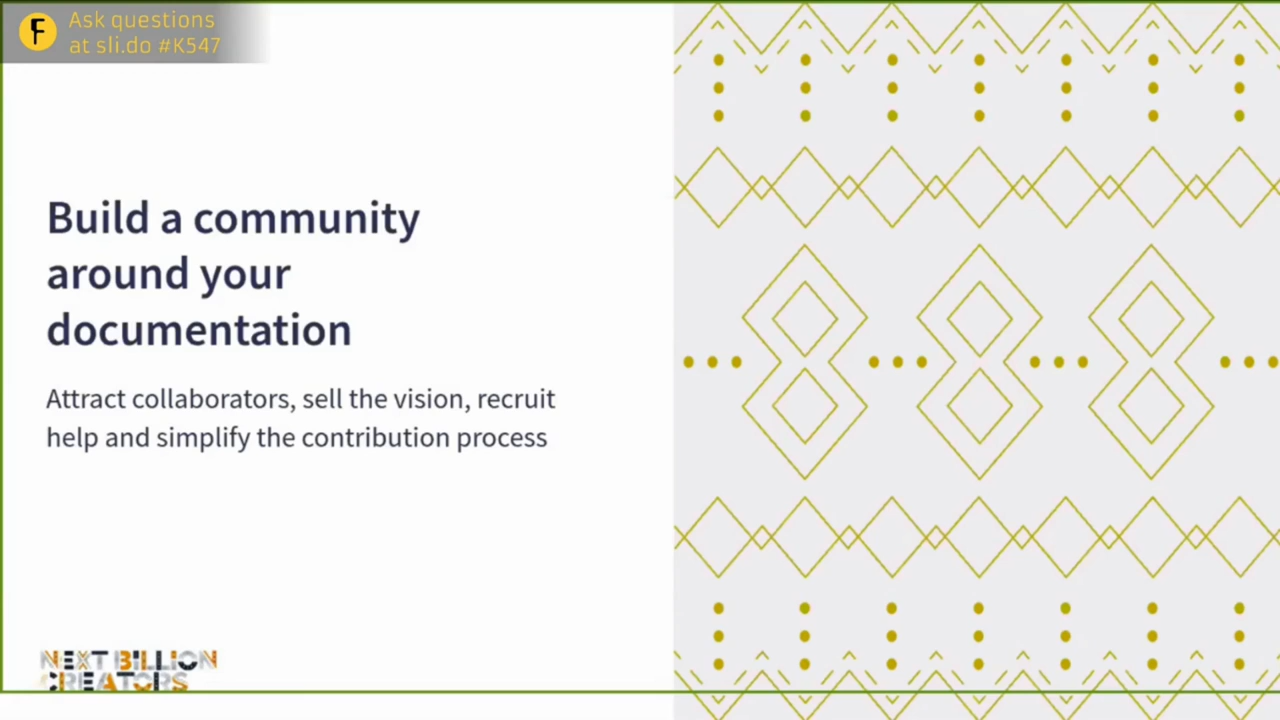 Ask questions
at sli.do #K547
Build a community
around your
documentation
Attract collaborators, sell the vision, recruit
help and simplify the contribution process
NEXT BILLION
CREATORS